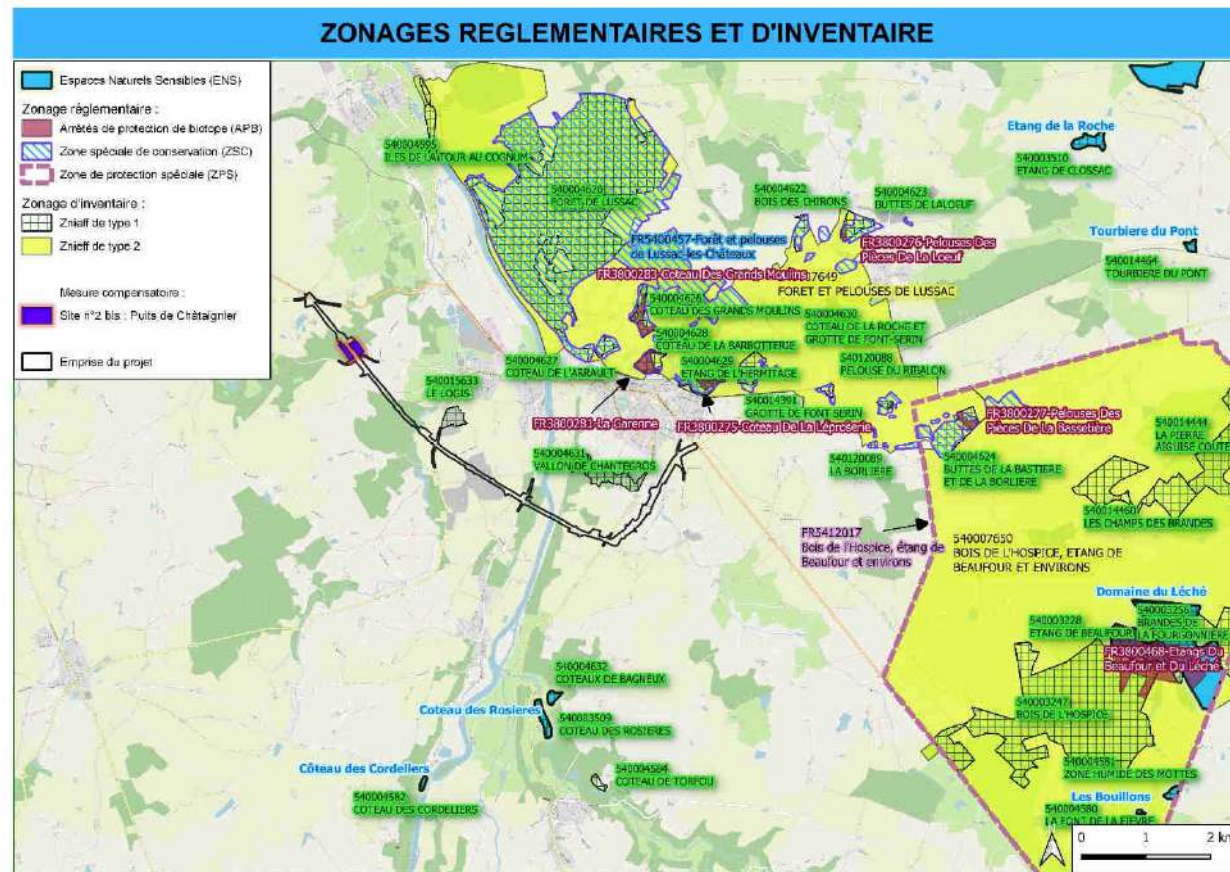 ZONAGES REGLEMENTAIRES ET D'INVENTAIRE
Espaces Naturels Sensibles (ENS)
Zonage réglementaire :
Arrêtés de protection de biotope (APB)
Zone spéciale de conservation (ZSC)
Zone de protection spéciale (ZPS)
Zonage d'inventaire :
Znieff de type 1
Znieff de type 2
Mesure compensatoire :
Site n°2 bis : Puits de Châtaignier
Emprise du projet
540004595
ILES DE LA TOUR AU COGNUM
540004620
FORET DE LUSSAC
FR5400457-Forêt et pelouses
de Lussac-les-Châteaux
540004622
BOIS DES CHIRONS
540004623
BUTTES DE LALOEUF
Etang de la Roche
540003510
ETANG DE CLOSSAC
FR3800276-Pelouses Des
Pièces De La Loeuf
Tourbiere du Pont
540014464
TOURBIERE DU PONT
FR3800283-Coteau Des Grands Moulins
7649
FORET ET PELOUSES DE LUSSAC
540004626
COTEAU DES GRANDS MOULINS
540004630
COTEAU DE LA ROCHE ET
GROTTE DE FONT-SERIN
540004628
COTEAU DE LA BARBOTTERIE
540004627
COTEAU DE L'ARRAULT
540004629
ETANG DE L'HERMITAGE
540120088
PELOUSE DU RIBALON
540015633
LE LOGIS
540014391
GROTTE DE FONT SERIN
FR3800281-La Garenne
FR3800275-Coteau De La Léproserie
FR3800277-Pelouses Des
Pièces De La Bassetière
540014444
LA PIERRE
AIGUISE COUTE
540004631
VALLON DE CHANTEGROS
540120089
LA BORLIERE
540004624
BUTTES DE LA BASTIERE
ET DE LA BORLIERE
540014460
LES CHAMPS DES BRANDES
FR5412017
Bois de l'Hospice, étang de
Beaufour et environs
540007650
BOIS DE L'HOSPICE, ETANG DE
BEAUFOUR ET ENVIRONS
Domaine du Léché
540003256
BRANDES DE
LA FOURGONNIERE
540003228
ETANG DE BEAUFOUR
FR3800468-Etangs Du
Beaufour et Du Léché
540004632
COTEAUX DE BAGNEUX
Coteau des Rosieres
540003247
BOIS DE L'HOSPICE
COTEAU DES ROSIERES
540004581
ZONE HUMIDE DES MOTTES
Côteau des Cordeliers
540004582
COTEAU DES CORDELIERS
540004584
COTEAU DE TORFOU
Les Bouillons
540004580
LA FONT DE LA FIEVRE
0 1 2 km